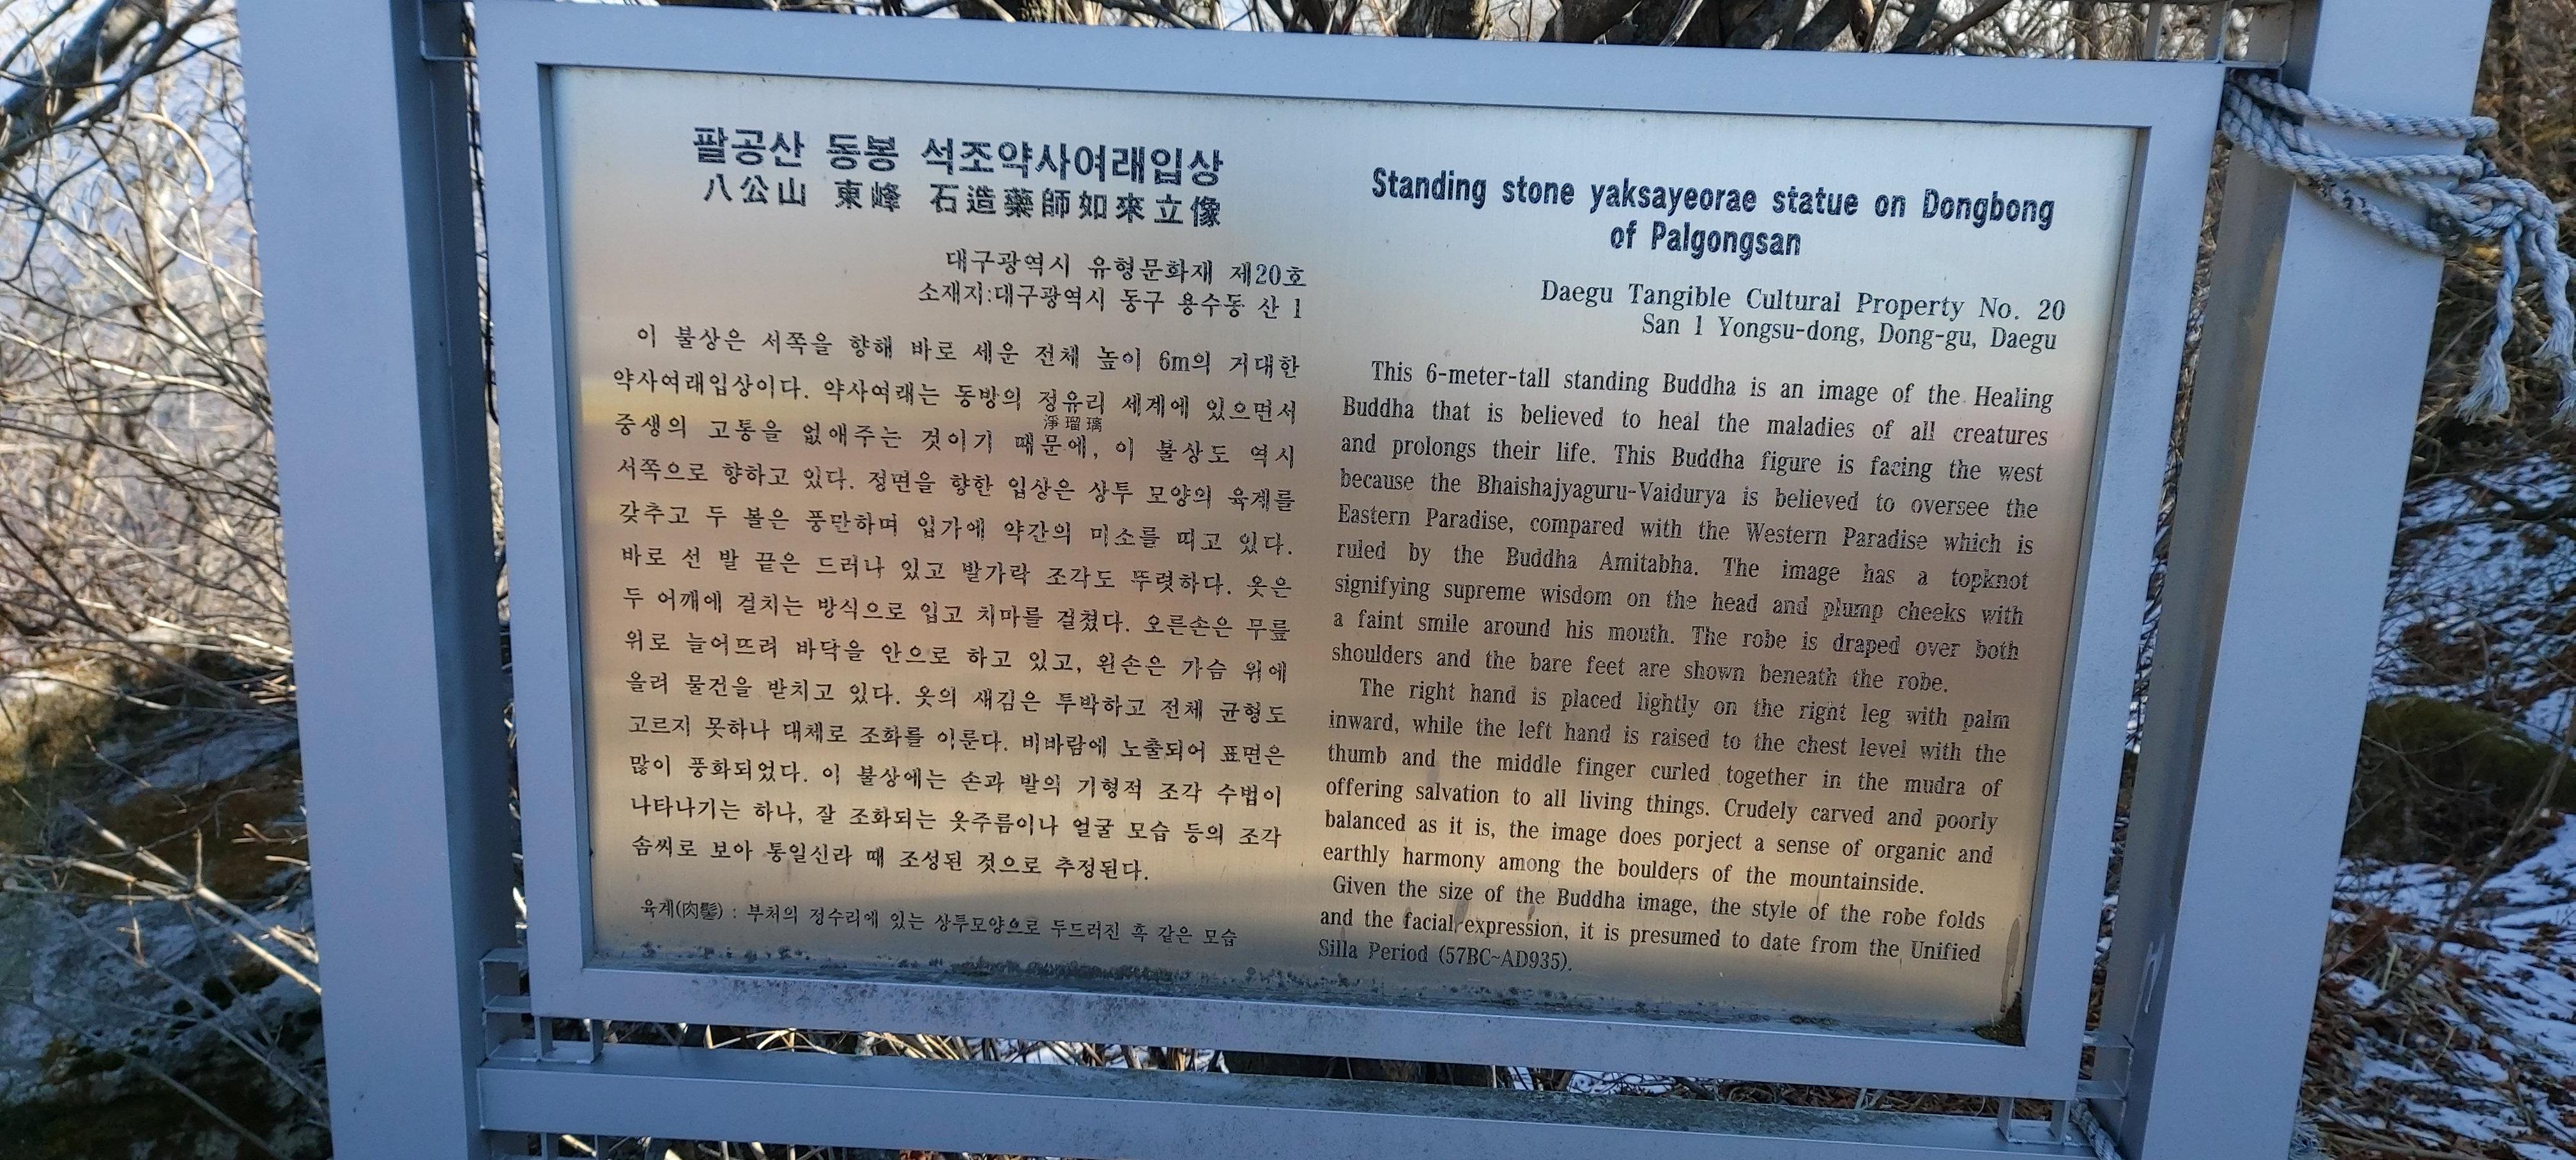 팔공산 동봉 석조약사여래입상
八公山 東峰 石造藥師如來立像
대구광역시 유형문화재 제20호
소재지:대구광역시 동구 용수동 산 1
이 불상은 서쪽을 향해 바로 세운 전체 높이 6m의 거대한
약사여래입상이다. 약사여래는 동방의 정유리 세계에 있으면서
淨瑠璃
중생의 고통을 없애주는 것이기 때문에, 이 불상도 역시
서쪽으로 향하고 있다. 정면을 향한 입상은 상투 모양의 육계를
갖추고 두 볼은 풍만하며 입가에 약간의 미소를 띠고 있다.
바로 선 발 끝은 드러나 있고 발가락 조각도 뚜렷하다. 옷은
두 어깨에 걸치는 방식으로 입고 치마를 걸쳤다. 오른손은 무릎
위로 늘어뜨려 바닥을 안으로 하고 있고, 왼손은 가슴 위에
올려 물건을 받치고 있다. 옷의 새김은 투박하고 전체 균형도
고르지 못하나 대체로 조화를 이룬다. 비바람에 노출되어 표면은
많이 풍화되었다. 이 불상에는 손과 발의 기형적 조각 수법이
나타나기는 하나, 잘 조화되는 옷주름이나 얼굴 모습 등의 조각
솜씨로 보아 통일신라 때 조성된 것으로 추정된다.
육계(肉髻) : 부처의 정수리에 있는 상투모양으로 두드러진 혹 같은 모습
Standing stone yaksayeorae statue on Dongbong
of Palgongsan
Daegu Tangible Cultural Property No. 20
San 1 Yongsu-dong, Dong-gu, Daegu
This 6-meter-tall standing Buddha is an image of the Healing
Buddha that is believed to heal the maladies of all creatures
and prolongs their life. This Buddha figure is facing the west
because the Bhaishajyaguru-Vaidurya is believed to oversee the
Eastern Paradise, compared with the Western Paradise which is
ruled by the Buddha Amitabha. The image has a topknot
signifying supreme wisdom on the head and plump cheeks with
a faint smile around his mouth. The robe is draped over both
shoulders and the bare feet are shown beneath the robe.
The right hand is placed lightly on the right leg with palm
inward, while the left hand is raised to the chest level with the
thumb and the middle finger curled together in the mudra of
offering salvation to all living things. Crudely carved and poorly
balanced as it is, the image does porject a sense of organic and
earthly harmony among the boulders of the mountainside.
Given the size of the Buddha image, the style of the robe folds
and the facial expression, it is presumed to date from the Unified
Silla Period (57BC~AD935).